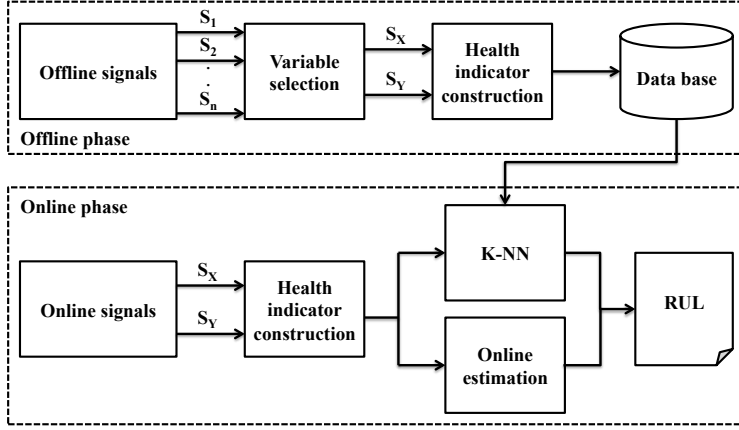 Offline signals
S1
S2
.
.
Sn
Variable
selection
SX
SY
Health
indicator
construction
Data base
Offline phase
Online phase
Online signals
SX
SY
Health
indicator
construction
K-NN
Online
estimation
RUL